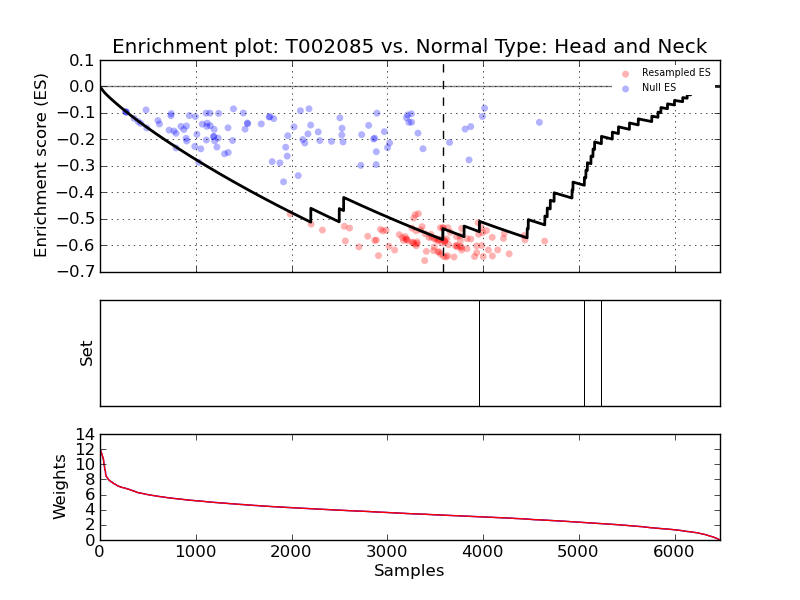 Enrichment plot: T002085 vs. Normal Type: Head and Neck
Enrichment score (ES)
0.1
0.0
−0.1
−0.2
−0.3
−0.4
−0.5
−0.6
−0.7
Resampled ES
Null ES
Set
Weights
14
12
10
8
6
4
2
0
0 1000 2000 3000 4000 5000 6000
Samples